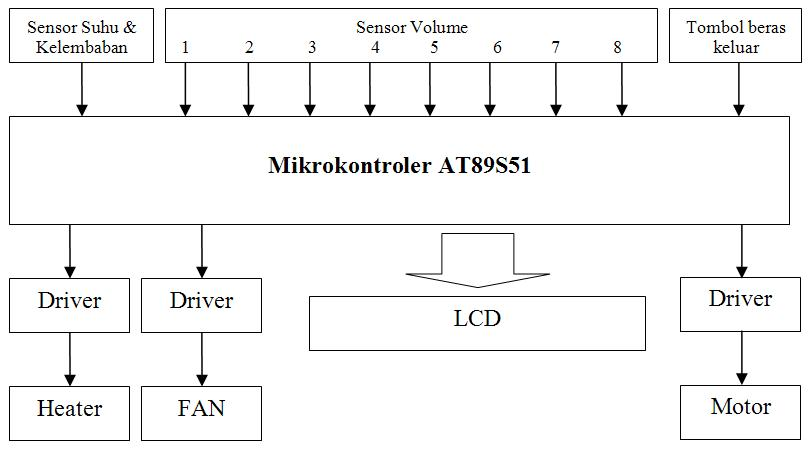 Sensor Suhu &
Kelembaban
Sensor Volume
1 2 3 4 5 6 7 8
Tombol beras
keluar
Mikrokontroler AT89S51
Driver
Driver
LCD
Driver
Heater
FAN
Motor